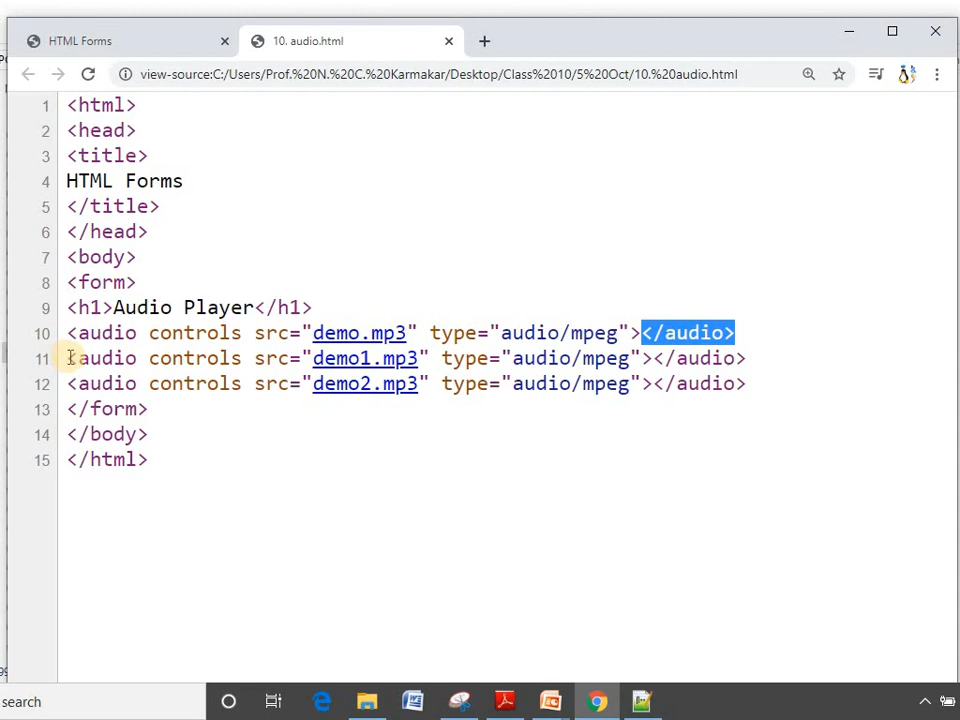 HTML Forms
10. audio.html
view-source:C:/Users/Prof.%20N.%20C.%20Karmakar/Desktop/Class%2010/5%20Oct/10.%20audio.html
1 <html>
2 <head>
3 <title>
4 HTML Forms
5 </title>
6 </head>
7 <body>
8 <form>
9 <h1>Audio Player</h1>
10 <audio controls src="demo.mp3" type="audio/mpeg"></audio>
11 <audio controls src="demo1.mp3" type="audio/mpeg"></audio>
12 <audio controls src="demo2.mp3" type="audio/mpeg"></audio>
13 </form>
14 </body>
15 </html>
search